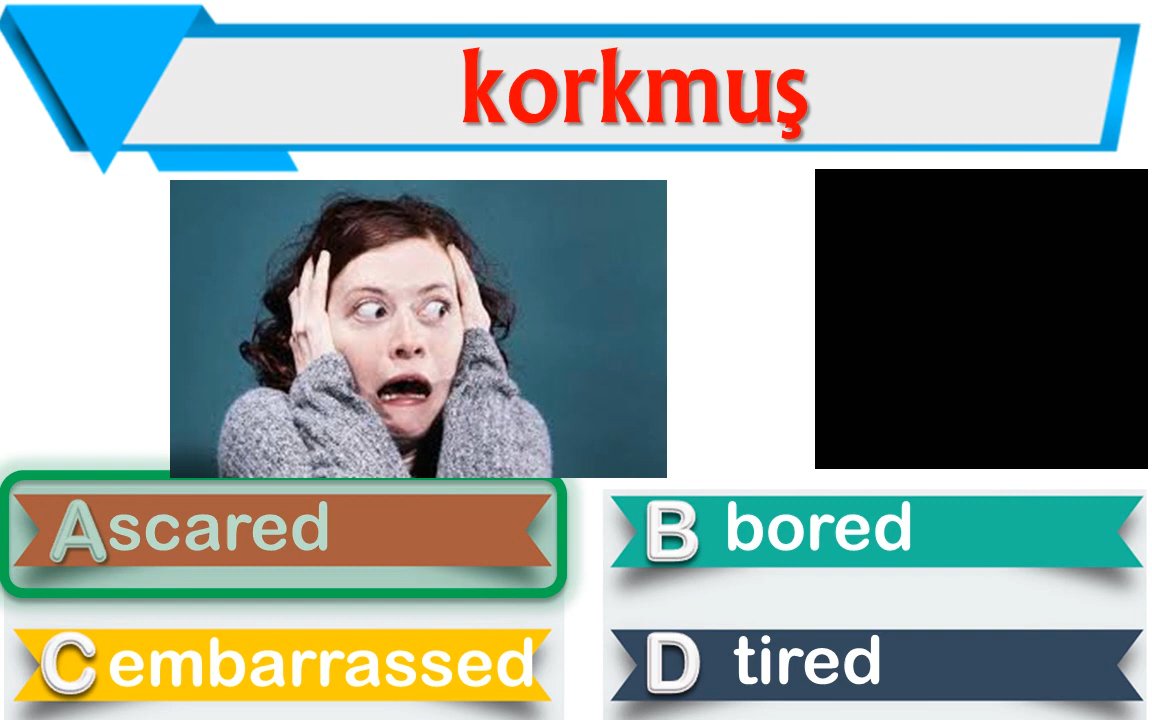 korkmuş
A scared
B bored
C embarrassed
D tired